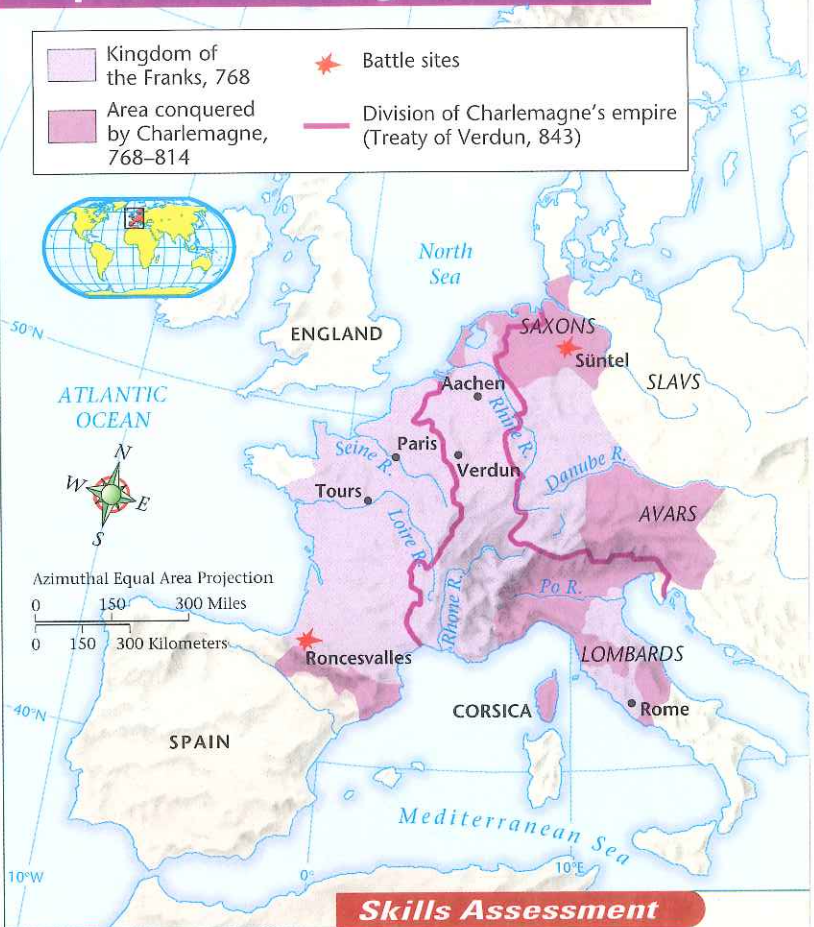 Kingdom of
the Franks, 768
Area conquered
by Charlemagne,
768–814
Battle sites
Division of Charlemagne's empire
(Treaty of Verdun, 843)
North
Sea
50°N
ENGLAND
SAXONS
Süntel
SLAVS
ATLANTIC
OCEAN
Aachen
Rhine R.
N
W
E
S
Seine R.
Paris
Verdun
Danube R.
Tours
AVARS
Loire R.
Azimuthal Equal Area Projection
0 150 300 Miles
0 150 300 Kilometers
Po R.
Rhone R.
Roncesvalles
LOMBARDS
40°N
CORSICA
Rome
SPAIN
Mediterranean Sea
10°W
0°
10°E
Skills Assessment